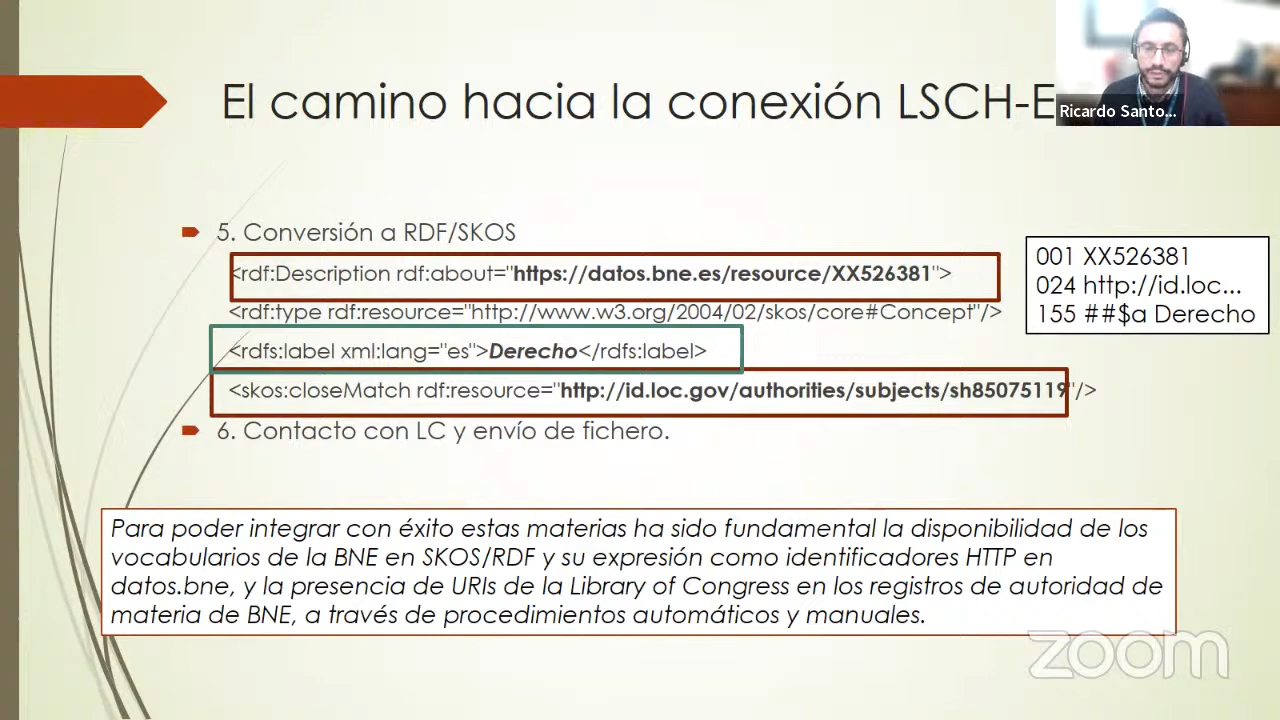 El camino hacia la conexión LSCH-E
Ricardo Santo...
5. Conversión a RDF/SKOS
<rdf:Description rdf:about="https://datos.bne.es/resource/XX526381">
<rdf:type rdf:resource="http://www.w3.org/2004/02/skos/core#Concept"/>
<rdfs:label xml:lang="es">Derecho</rdfs:label>
<skos:closeMatch rdf:resource="http://id.loc.gov/authorities/subjects/sh85075119"/>
6. Contacto con LC y envío de fichero.
001 XX526381
024 http://id.loc...
155 ##$a Derecho
Para poder integrar con éxito estas materias ha sido fundamental la disponibilidad de los
vocabularios de la BNE en SKOS/RDF y su expresión como identificadores HTTP en
datos.bne, y la presencia de URIs de la Library of Congress en los registros de autoridad de
materia de BNE, a través de procedimientos automáticos y manuales.
zoom